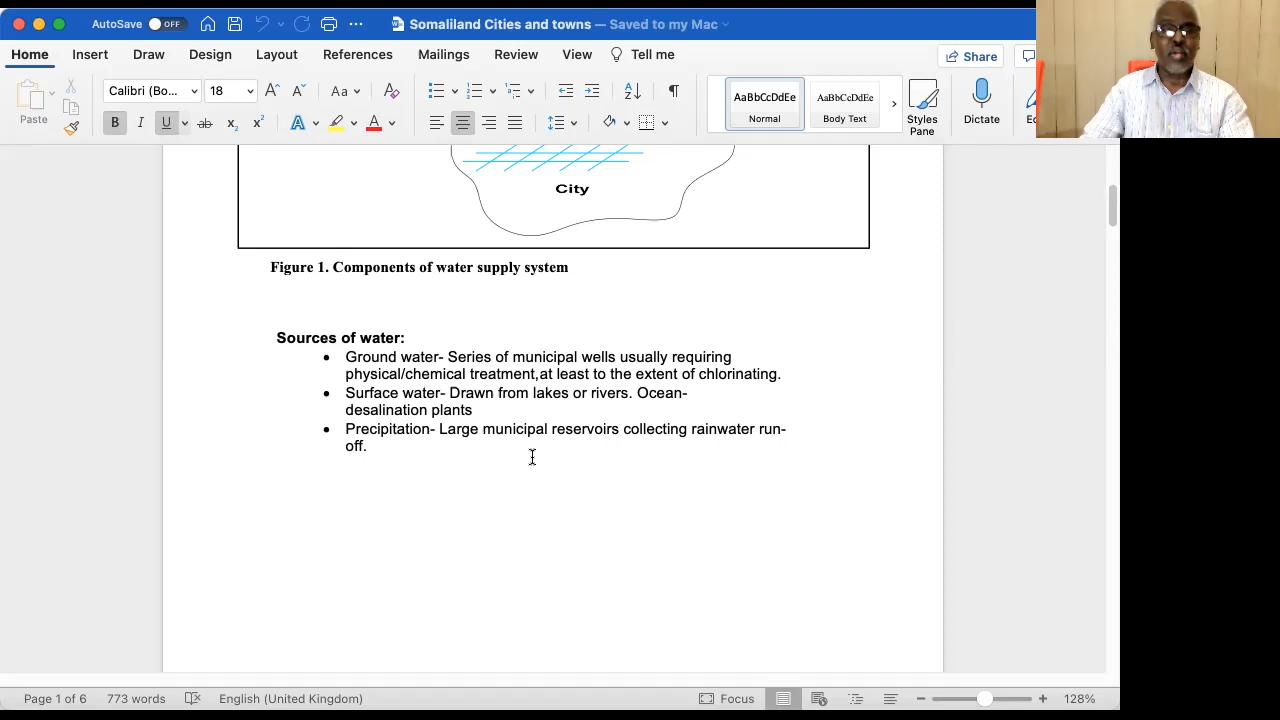 AutoSave OFF
Somaliland Cities and towns — Saved to my Mac
Home Insert Draw Design Layout References Mailings Review View Tell me Share
Calibri (Bo... 18 Aa
AaBbCcDdEe AaBbCcDdEe
Paste B I U ab x₂ x² A A Normal Body Text Styles Pane Dictate
City
Figure 1. Components of water supply system
Sources of water:
• Ground water- Series of municipal wells usually requiring
physical/chemical treatment,at least to the extent of chlorinating.
• Surface water- Drawn from lakes or rivers. Ocean-
desalination plants
• Precipitation- Large municipal reservoirs collecting rainwater run-
off.
Page 1 of 6 773 words English (United Kingdom) Focus 128%